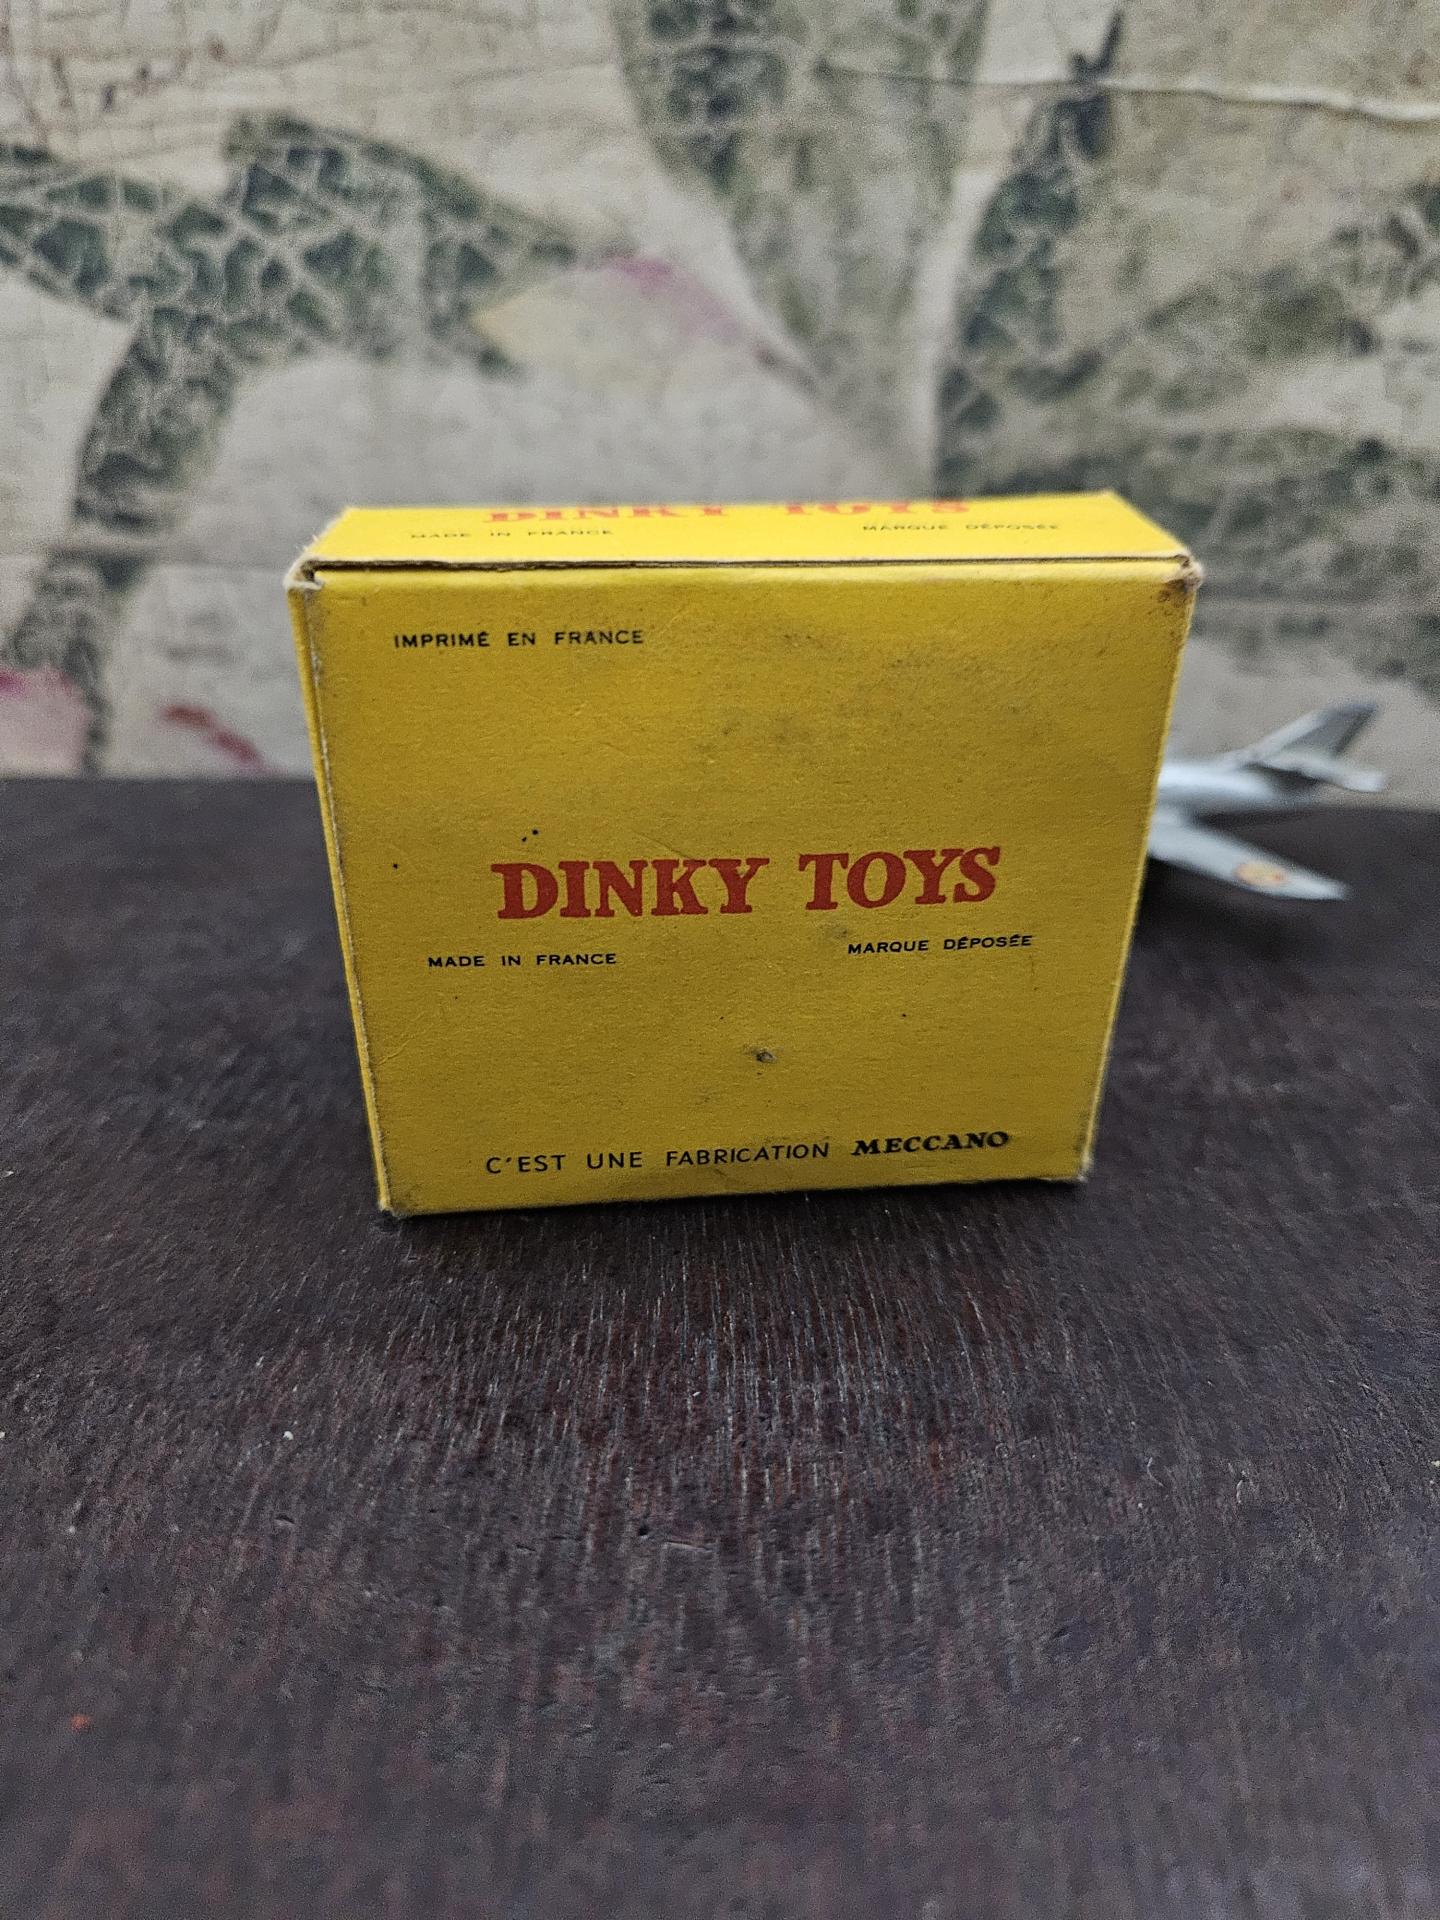 DINKY TOYS
MADE IN FRANCE MARQUE DÉPOSÉE
IMPRIMÉ EN FRANCE
DINKY TOYS
MADE IN FRANCE MARQUE DÉPOSÉE
C'EST UNE FABRICATION MECCANO